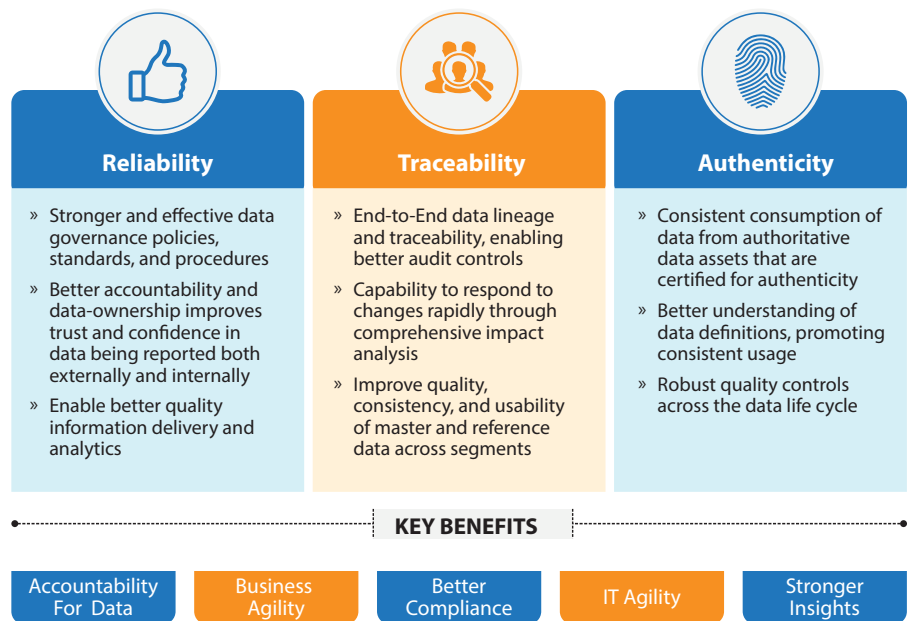 Reliability
» Stronger and effective data
governance policies,
standards, and procedures
» Better accountability and
data-ownership improves
trust and confidence in
data being reported both
externally and internally
» Enable better quality
information delivery and
analytics
Traceability
» End-to-End data lineage
and traceability, enabling
better audit controls
» Capability to respond to
changes rapidly through
comprehensive impact
analysis
» Improve quality,
consistency, and usability
of master and reference
data across segments
Authenticity
» Consistent consumption of
data from authoritative
data assets that are
certified for authenticity
» Better understanding of
data definitions, promoting
consistent usage
» Robust quality controls
across the data life cycle
KEY BENEFITS
Accountability
For Data
Business
Agility
Better
Compliance
IT Agility
Stronger
Insights